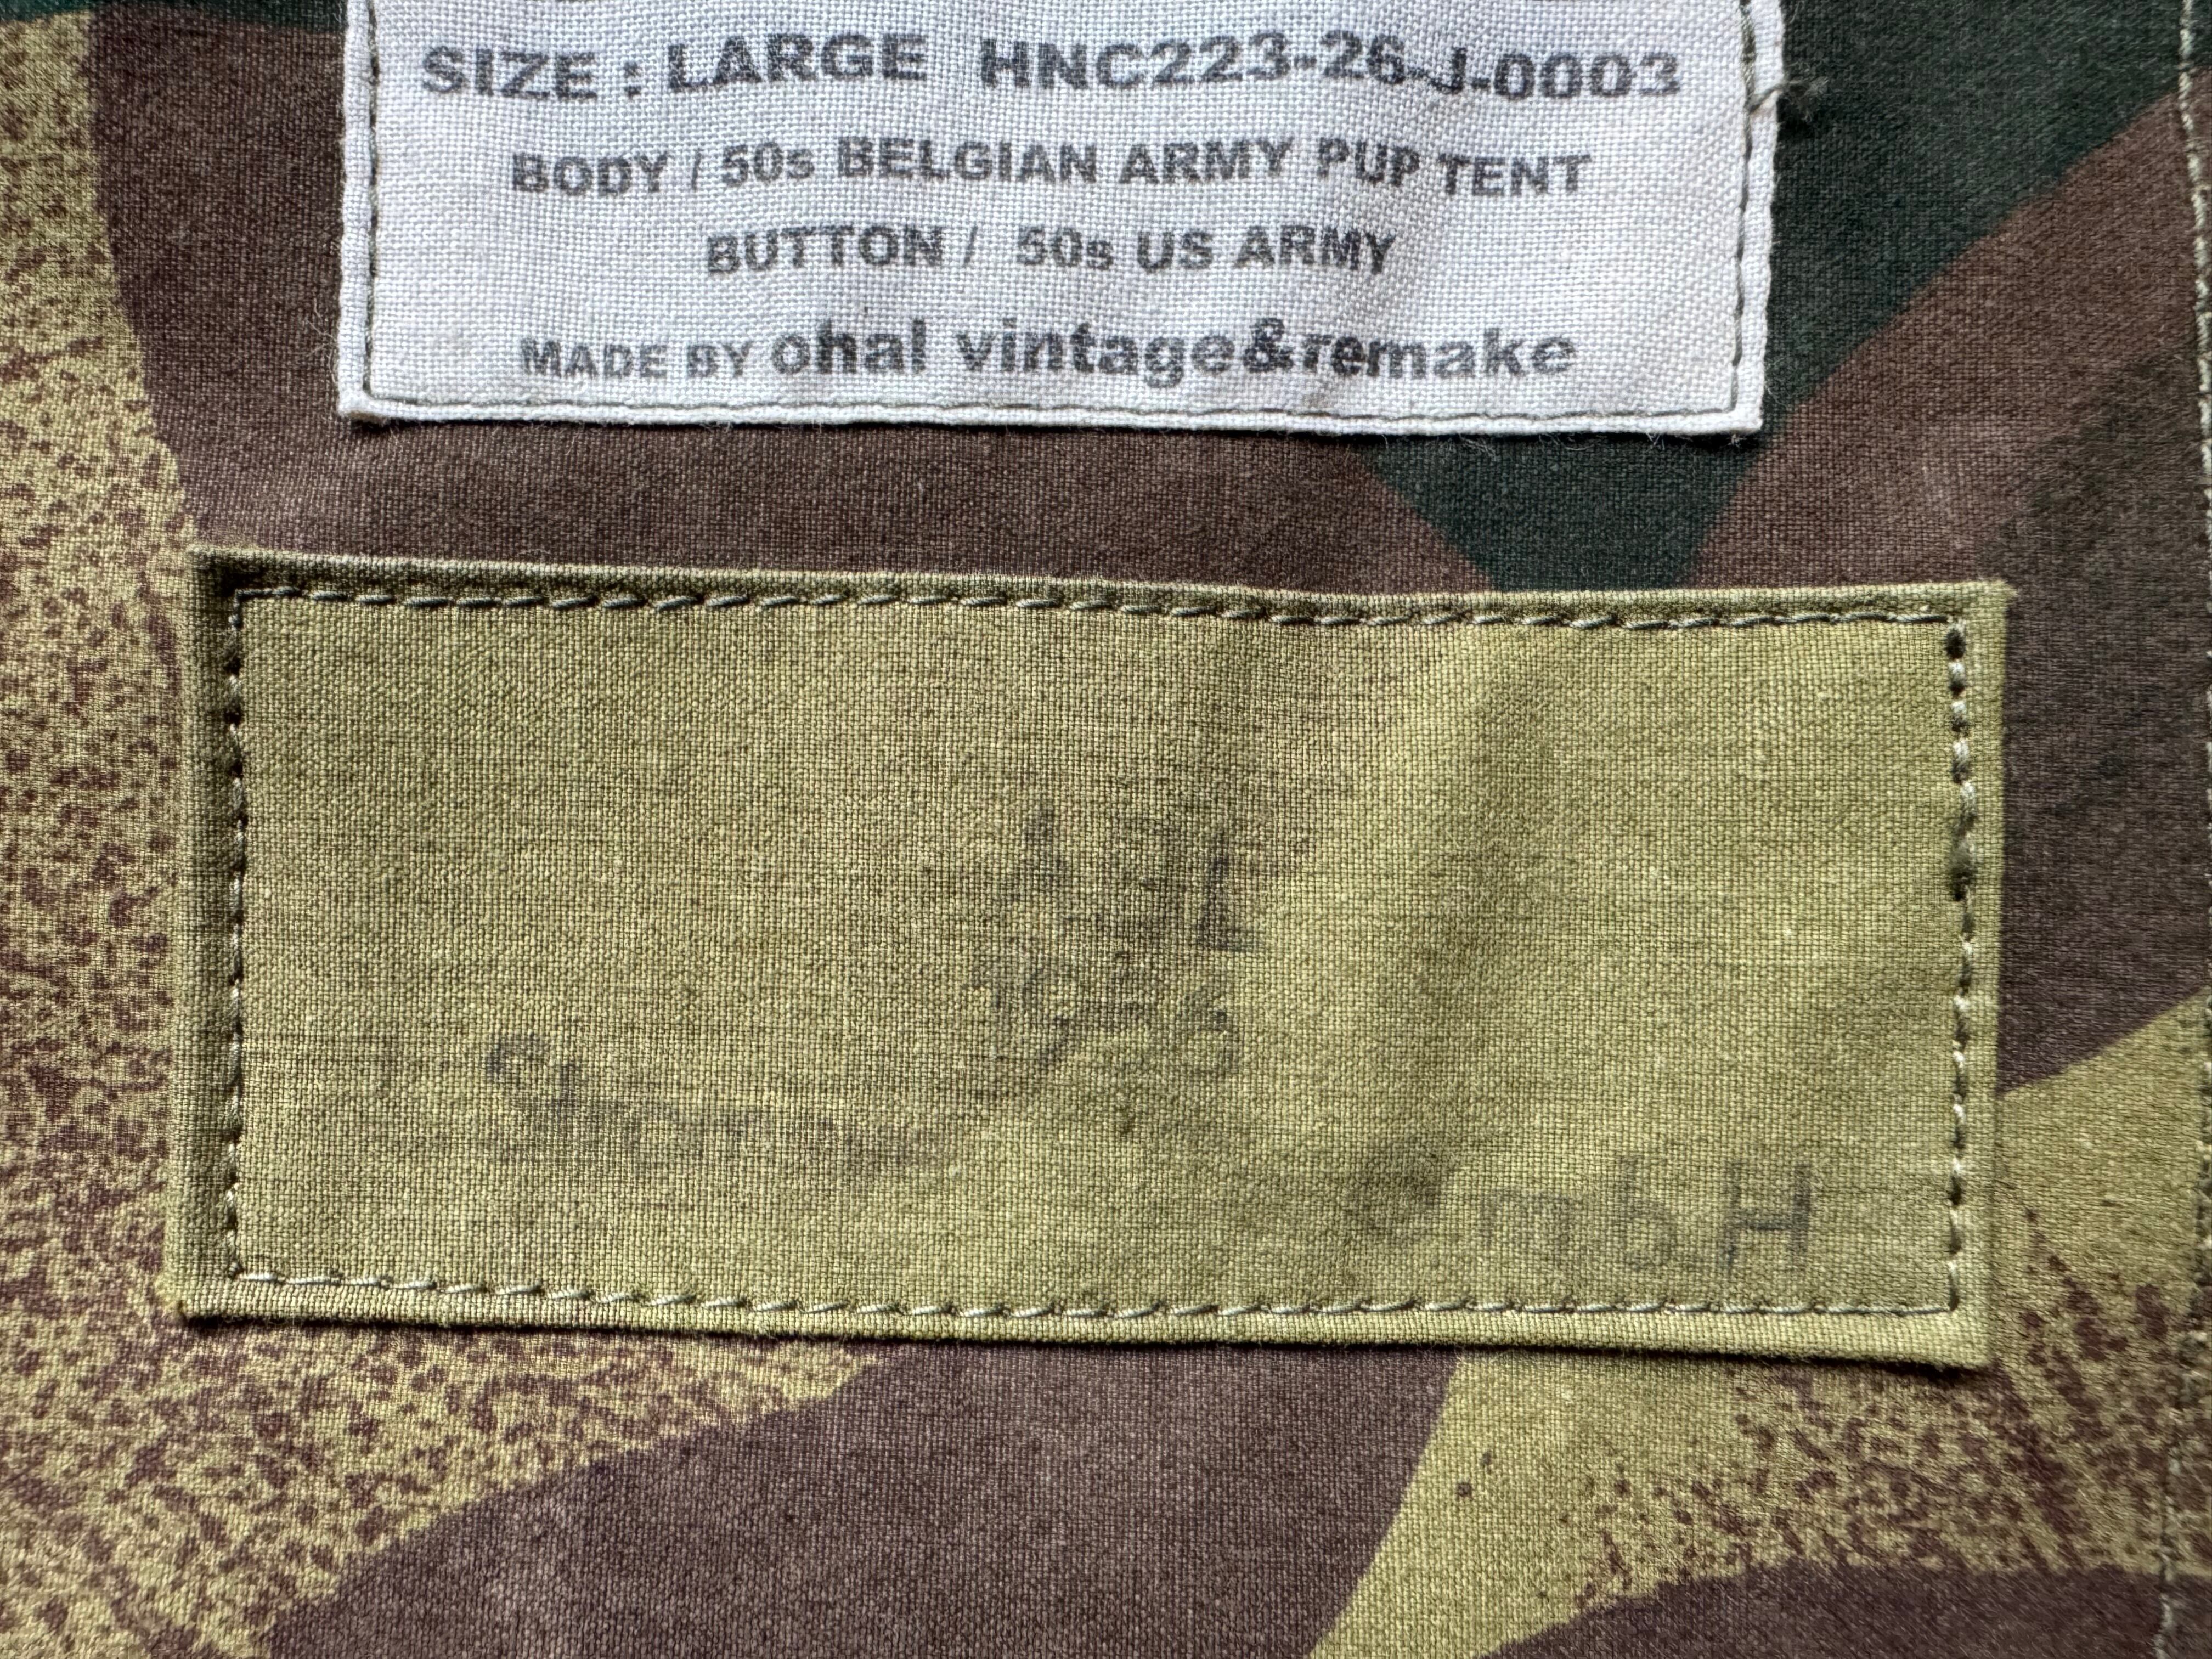 SIZE : LARGE HNC223-26-J-0003
BODY / 50s BELGIAN ARMY PUP TENT
BUTTON / 50s US ARMY
MADE BY ohal vintage&remake
mbH